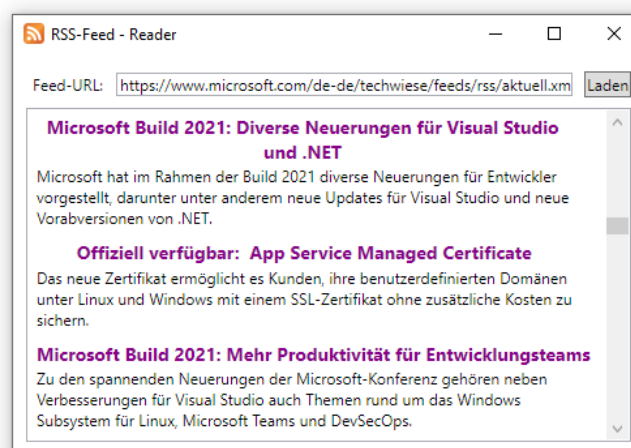 RSS-Feed - Reader
Feed-URL: https://www.microsoft.com/de-de/techwiese/feeds/rss/aktuell.xm Laden
Microsoft Build 2021: Diverse Neuerungen für Visual Studio
und .NET
Microsoft hat im Rahmen der Build 2021 diverse Neuerungen für Entwickler
vorgestellt, darunter unter anderem neue Updates für Visual Studio und neue
Vorabversionen von .NET.
Offiziell verfügbar:  App Service Managed Certificate
Das neue Zertifikat ermöglicht es Kunden, ihre benutzerdefinierten Domänen
unter Linux und Windows mit einem SSL-Zertifikat ohne zusätzliche Kosten zu
sichern.
Microsoft Build 2021: Mehr Produktivität für Entwicklungsteams
Zu den spannenden Neuerungen der Microsoft-Konferenz gehören neben
Verbesserungen für Visual Studio auch Themen rund um das Windows
Subsystem für Linux, Microsoft Teams und DevSecOps.